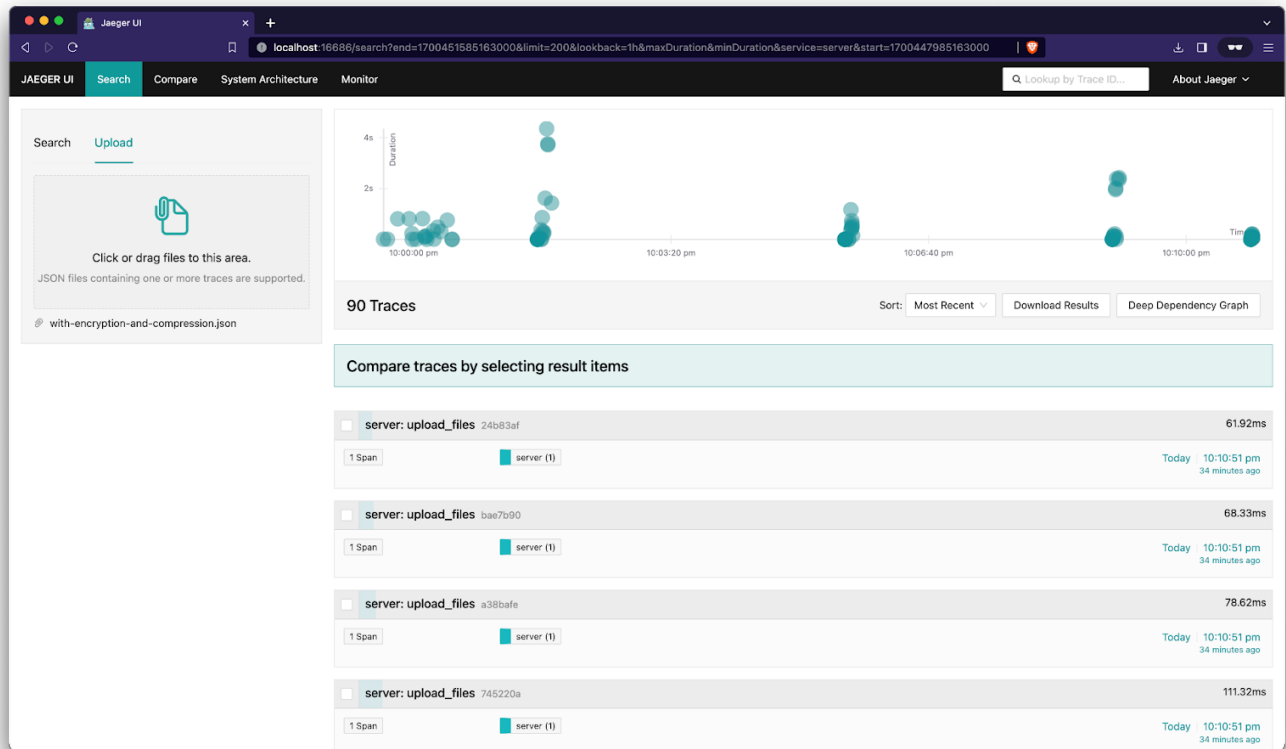 Jaeger UI
localhost:16686/search?end=1700451585163000&limit=200&lookback=1h&maxDuration&minDuration&service=server&start=1700447985163000
JAEGER UI Search Compare System Architecture Monitor Lookup by Trace ID... About Jaeger
Search Upload
Click or drag files to this area.
JSON files containing one or more traces are supported.
with-encryption-and-compression.json
Duration
4s
2s
Tim
10:00:00 pm 10:03:20 pm 10:06:40 pm 10:10:00 pm
90 Traces Sort: Most Recent Download Results Deep Dependency Graph
Compare traces by selecting result items
server: upload_files 24b83af 61.92ms
1 Span server (1) Today 10:10:51 pm
34 minutes ago
server: upload_files bae7b90 68.33ms
1 Span server (1) Today 10:10:51 pm
34 minutes ago
server: upload_files a38bafe 78.62ms
1 Span server (1) Today 10:10:51 pm
34 minutes ago
server: upload_files 745220a 111.32ms
1 Span server (1) Today 10:10:51 pm
34 minutes ago